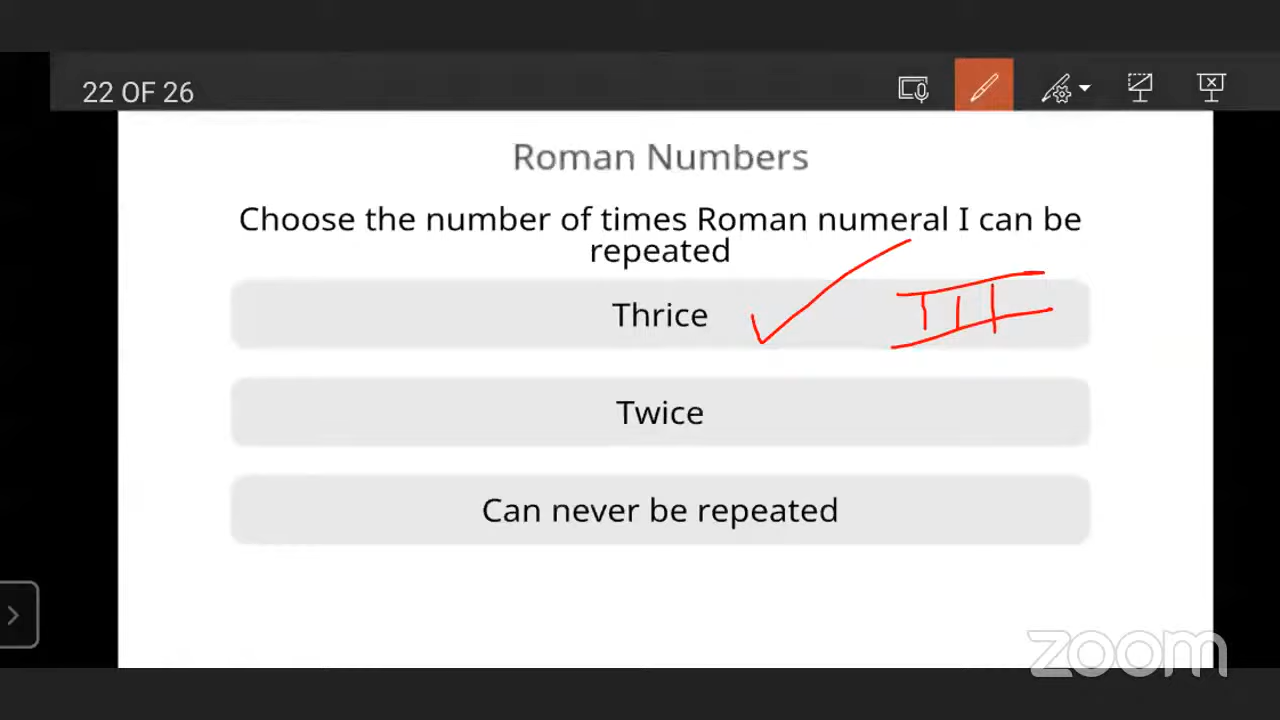 22 OF 26
Roman Numbers
Choose the number of times Roman numeral I can be
repeated
Thrice
III
Twice
Can never be repeated
zoom